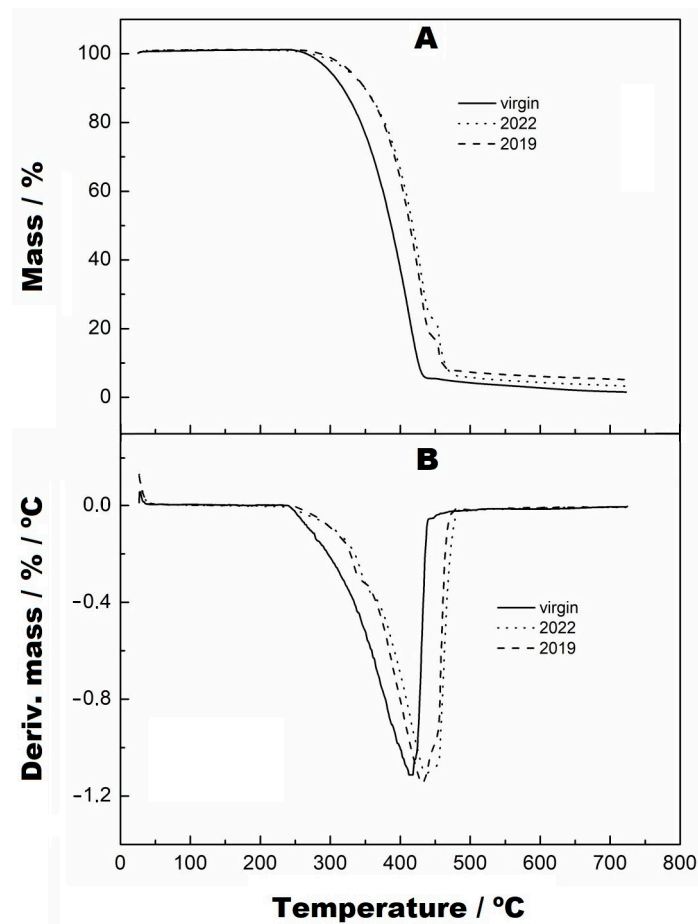 A
100
80
60
40
20
0
Mass / %
virgin
2022
2019
B
0.0
−0.4
−0.8
−1.2
Deriv. mass / % / ºC
virgin
2022
2019
0 100 200 300 400 500 600 700 800
Temperature / ºC